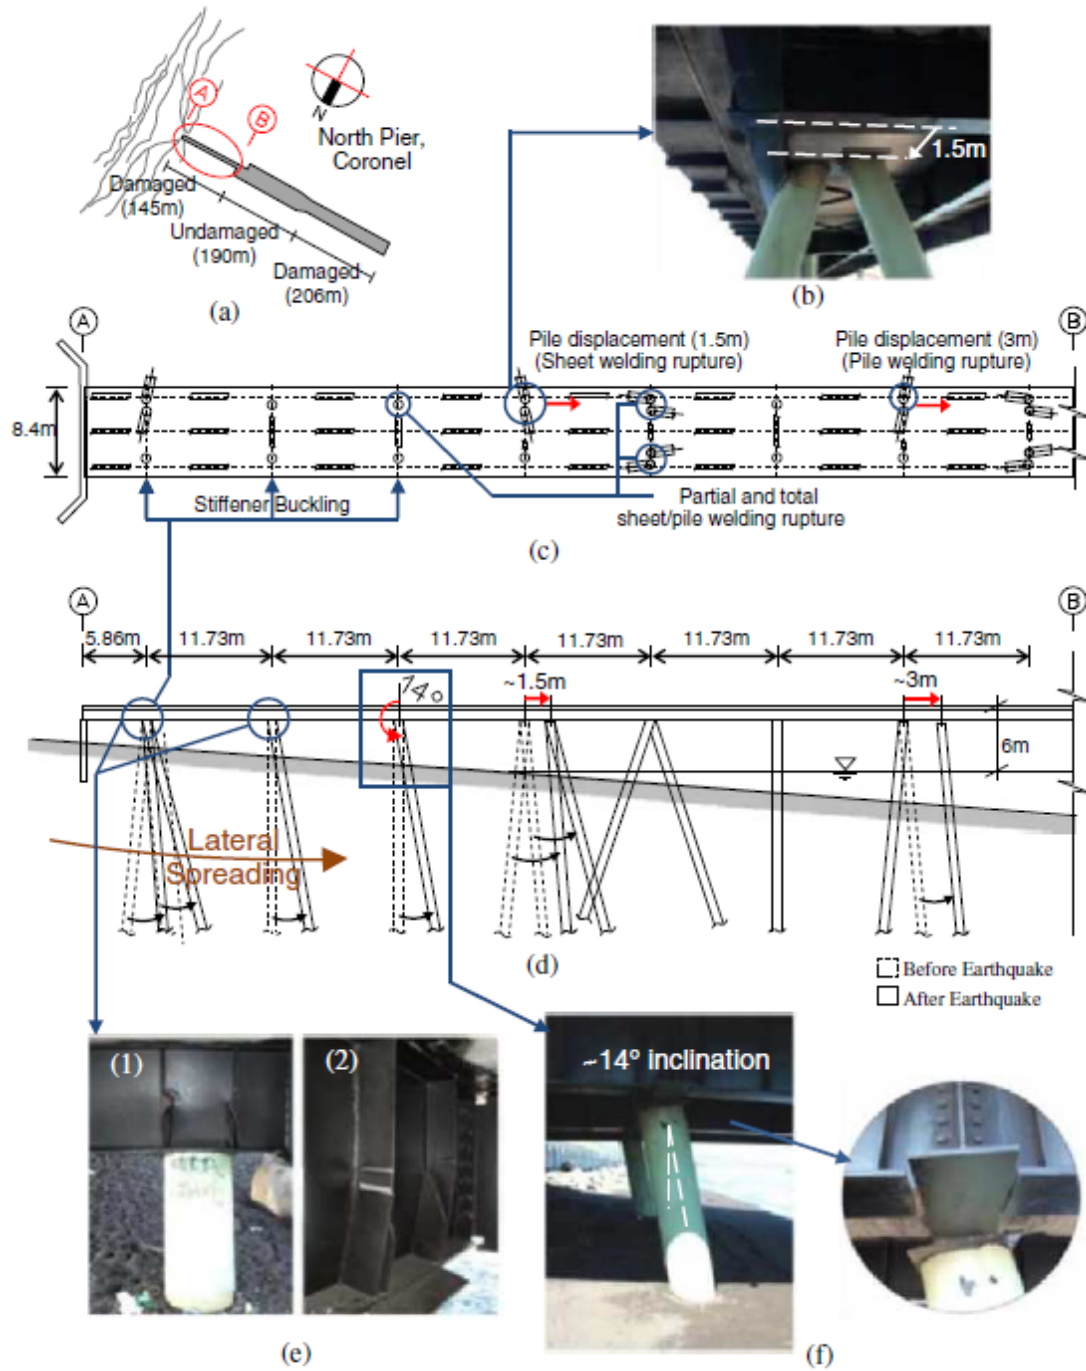 A
B
N
North Pier,
Coronel
Damaged
(145m)
Undamaged
(190m)
Damaged
(206m)
(a)
1.5m
(b)
A
B
Pile displacement (1.5m)
(Sheet welding rupture)
Pile displacement (3m)
(Pile welding rupture)
8.4m
Stiffener Buckling
Partial and total
sheet/pile welding rupture
(c)
A
B
5.86m
11.73m
11.73m
11.73m
11.73m
11.73m
11.73m
11.73m
14°
~1.5m
~3m
6m
Lateral
Spreading
(d)
Before Earthquake
After Earthquake
(1)
(2)
(e)
~14° inclination
(f)